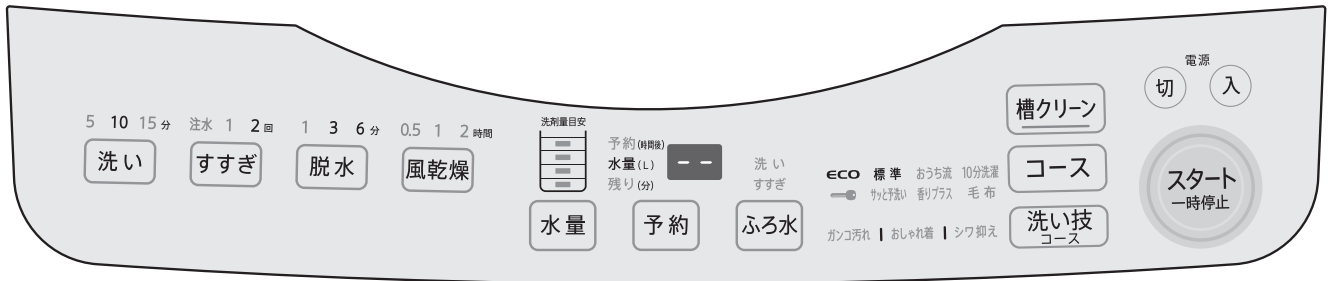 電源
切 入
槽クリーン
5 10 15 分 注水 1 2 回 1 3 6 分 0.5 1 2 時間
洗い すすぎ 脱水 風乾燥
洗剤量目安
予約(時間後)
水量(L)
残り(分)
--
洗い
すすぎ
eco 標準 おうち流 10分洗濯
サッと予洗い 香りプラス 毛布
コース
スタート
一時停止
水量 予約 ふろ水
ガンコ汚れ おしゃれ着 シワ抑え
洗い技
コース